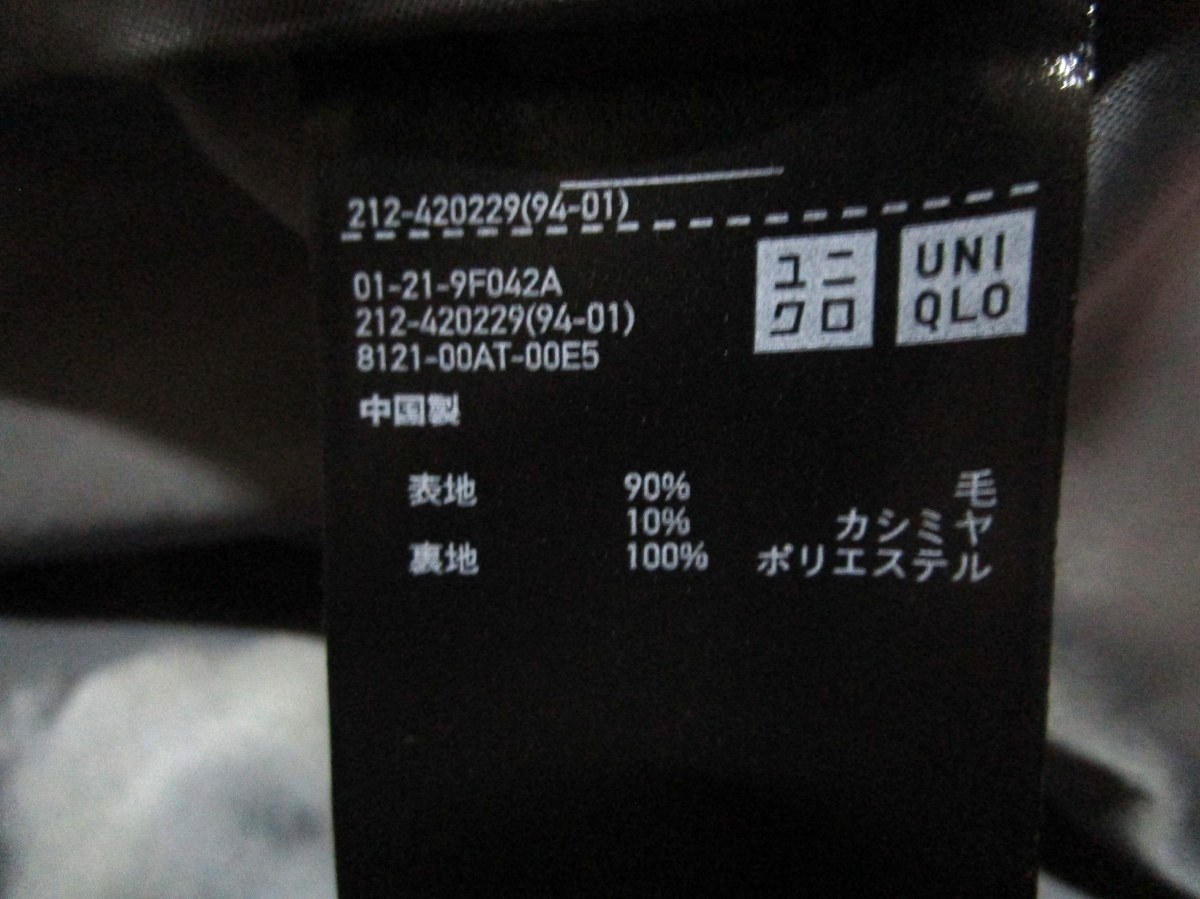 212-420229(94-01)
01-21-9F042A
212-420229(94-01)
8121-00AT-00E5
ユニ
クロ
UNI
QLO
中国製
表地 90% 毛
10% カシミヤ
裏地 100% ポリエステル